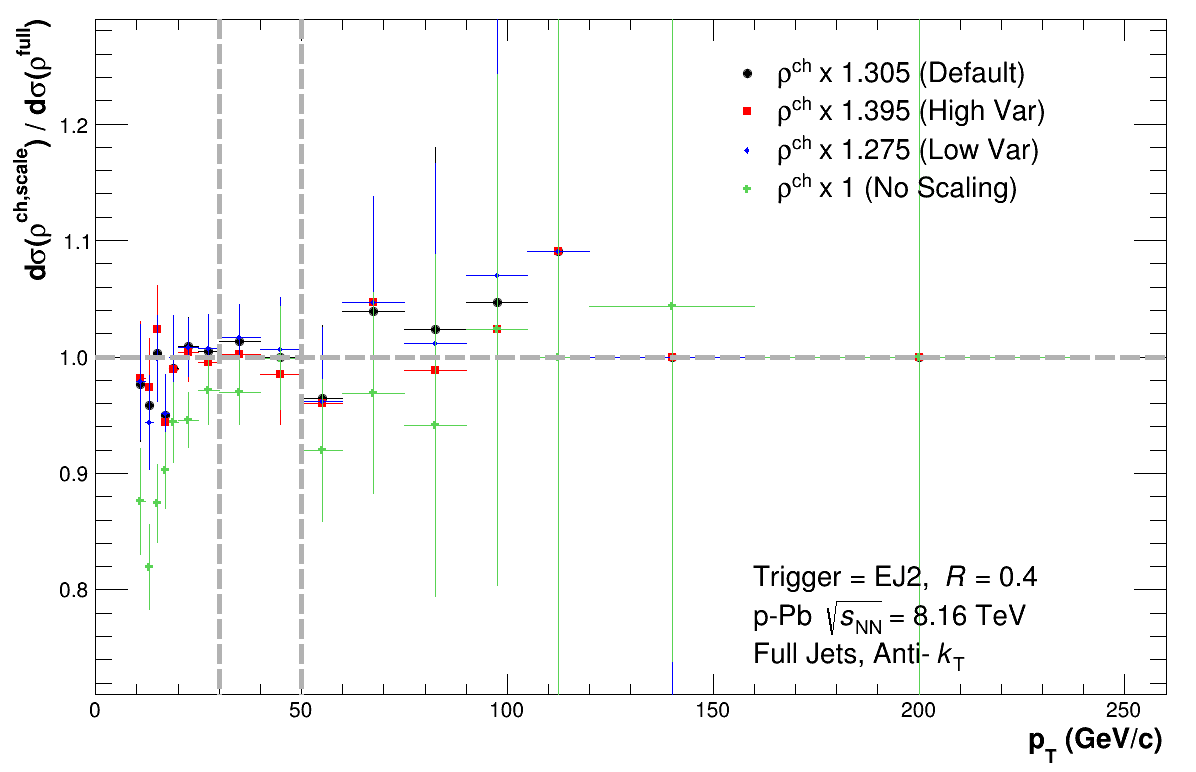 dσ(ρ^ch,scale) / dσ(ρ^full)
1.2
1.1
1.0
0.9
0.8
ρ^ch x 1.305 (Default)
ρ^ch x 1.395 (High Var)
ρ^ch x 1.275 (Low Var)
ρ^ch x 1 (No Scaling)
Trigger = EJ2, R = 0.4
p-Pb √s_NN = 8.16 TeV
Full Jets, Anti- k_T
0 50 100 150 200 250
p_T (GeV/c)